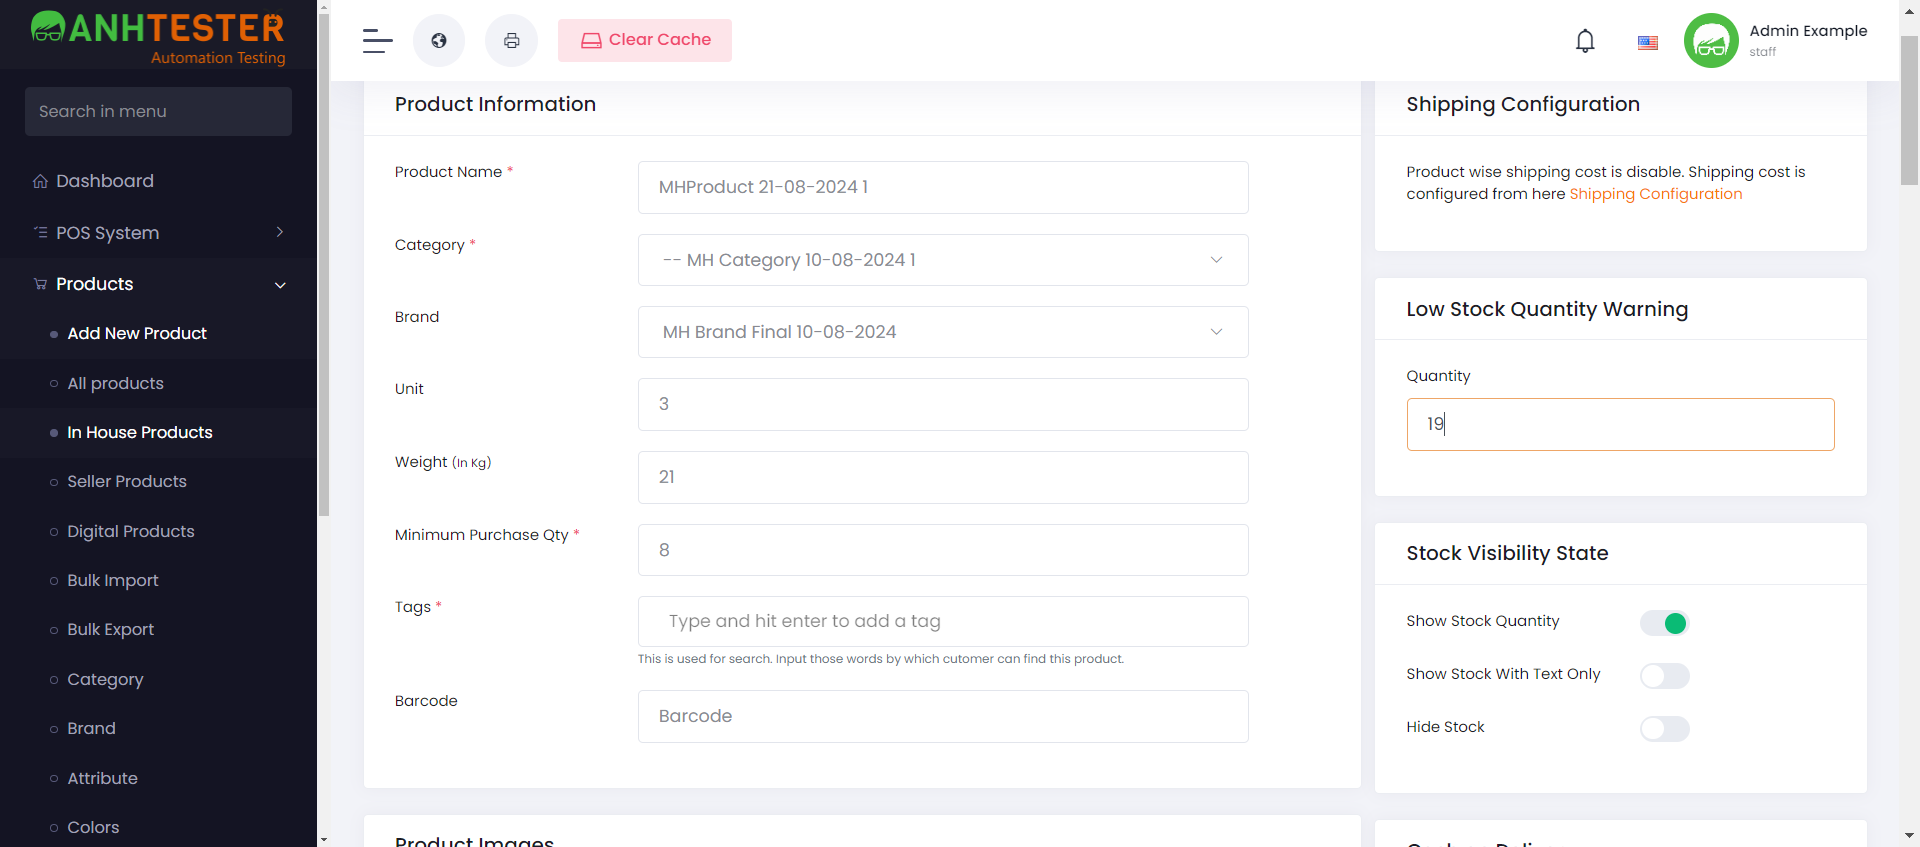 ANHTESTER
Automation Testing
Search in menu
Dashboard
POS System
Products
Add New Product
All products
In House Products
Seller Products
Digital Products
Bulk Import
Bulk Export
Category
Brand
Attribute
Colors
Clear Cache
Admin Example
staff
Product Information
Product Name *
MHProduct 21-08-2024 1
Category *
-- MH Category 10-08-2024 1
Brand
MH Brand Final 10-08-2024
Unit
3
Weight (In Kg)
21
Minimum Purchase Qty *
8
Tags *
Type and hit enter to add a tag
This is used for search. Input those words by which cutomer can find this product.
Barcode
Barcode
Product Images
Shipping Configuration
Product wise shipping cost is disable. Shipping cost is
configured from here Shipping Configuration
Low Stock Quantity Warning
Quantity
19
Stock Visibility State
Show Stock Quantity
Show Stock With Text Only
Hide Stock